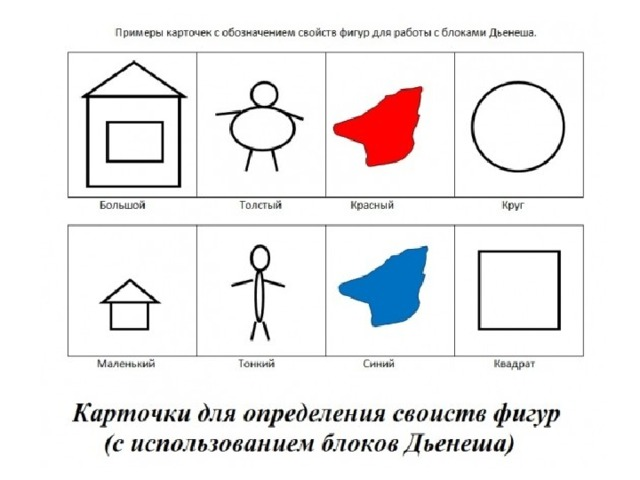 Примеры карточек с обозначением свойств фигур для работы с блоками Дьенеша.
Большой Толстый Красный Круг
Маленький Тонкий Синий Квадрат
Карточки для определения своиств фигур
(с использованием блоков Дьенеша)